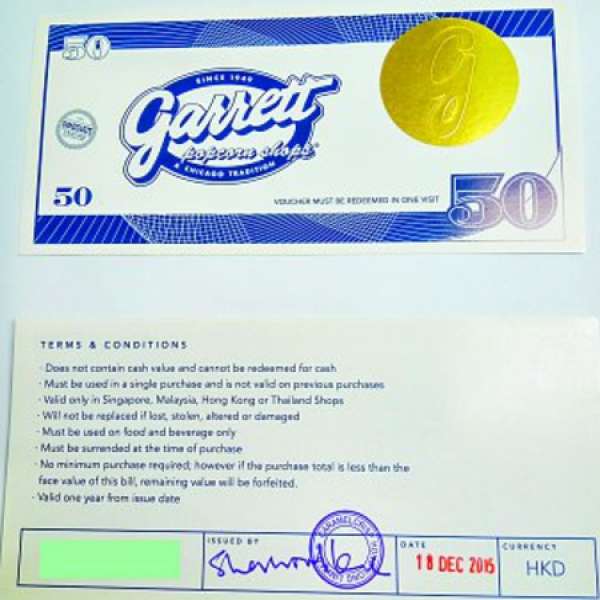 50
SINCE 1949
Garrett
popcorn shops®
A CHICAGO TRADITION
50
VOUCHER MUST BE REDEEMED IN ONE VISIT
50
TERMS & CONDITIONS
· Does not contain cash value and cannot be redeemed for cash
· Must be used in a single purchase and is not valid on previous purchases
· Valid only in Singapore, Malaysia, Hong Kong or Thailand Shops
· Will not be replaced if lost, stolen, altered or damaged
· Must be used on food and beverage only
· Must be surrended at the time of purchase
· No minimum purchase required; however if the purchase total is less than the
face value of this bill, remaining value will be forfeited.
· Valid one year from issue date
ISSUED BY
CARAMELCRISP
DATE
18 DEC 2015
CURRENCY
HKD